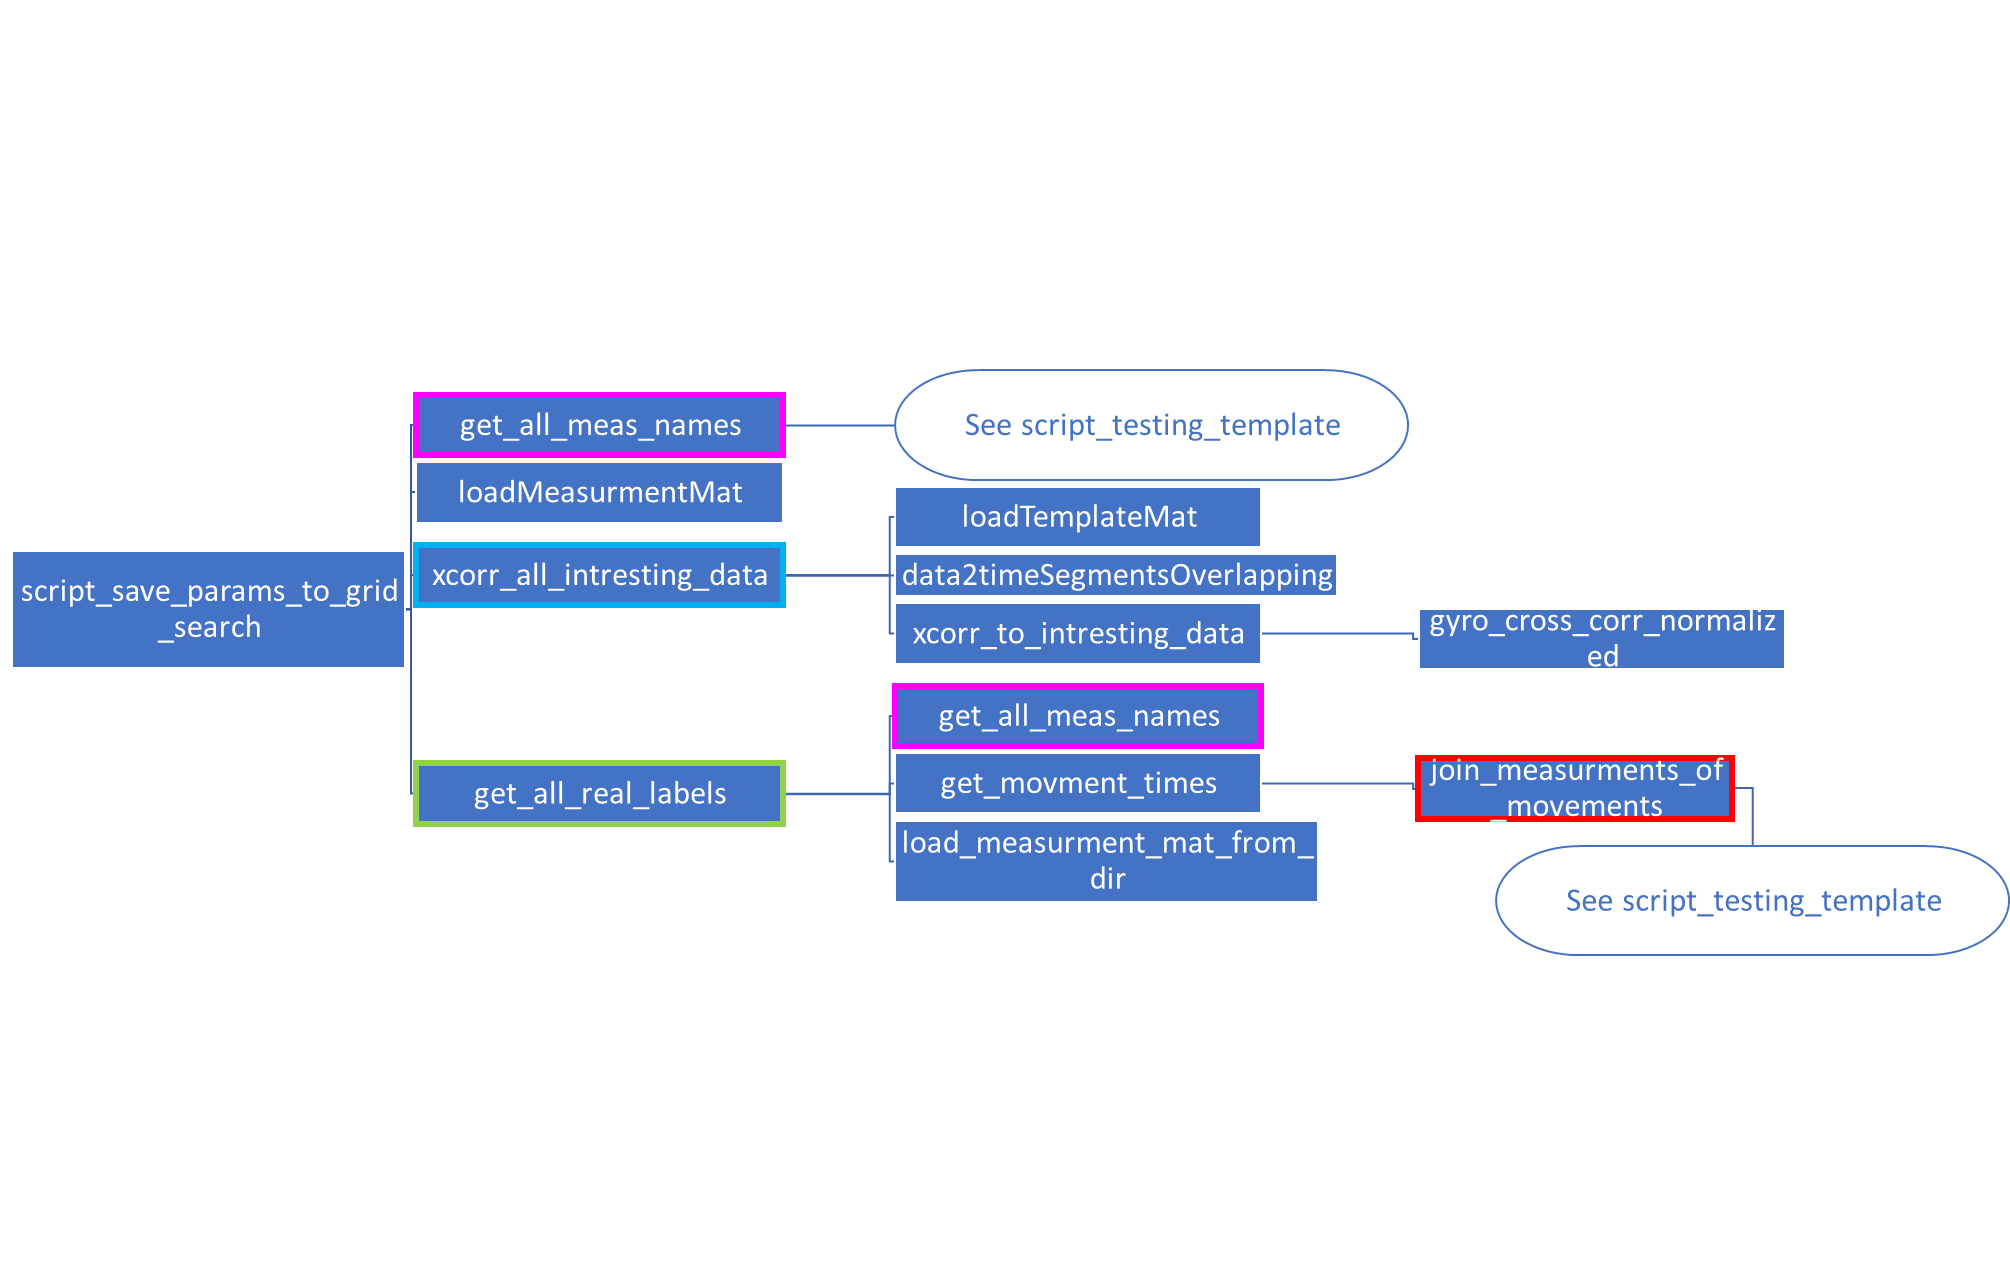 get_all_meas_names
See script_testing_template
loadMeasurmentMat
loadTemplateMat
script_save_params_to_grid
_search
xcorr_all_intresting_data
data2timeSegmentsOverlapping
xcorr_to_intresting_data
gyro_cross_corr_normaliz
ed
get_all_meas_names
get_all_real_labels
get_movment_times
join_measurments_of
_movements
load_measurment_mat_from_
dir
See script_testing_template